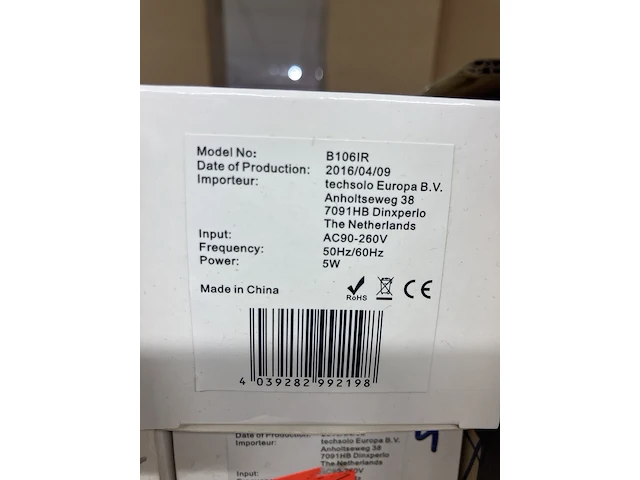 Model No: B106IR
Date of Production: 2016/04/09
Importeur: techsolo Europa B.V.
Anholtseweg 38
7091HB Dinxperlo
The Netherlands
Input: AC90-260V
Frequency: 50Hz/60Hz
Power: 5W
Made in China
RoHS
CE
4 039282 992198
Date of Production: 
Importeur: techsolo Europa B.V.
Anholtseweg 38
7091HB Dinxperlo
The Netherlands
Input: